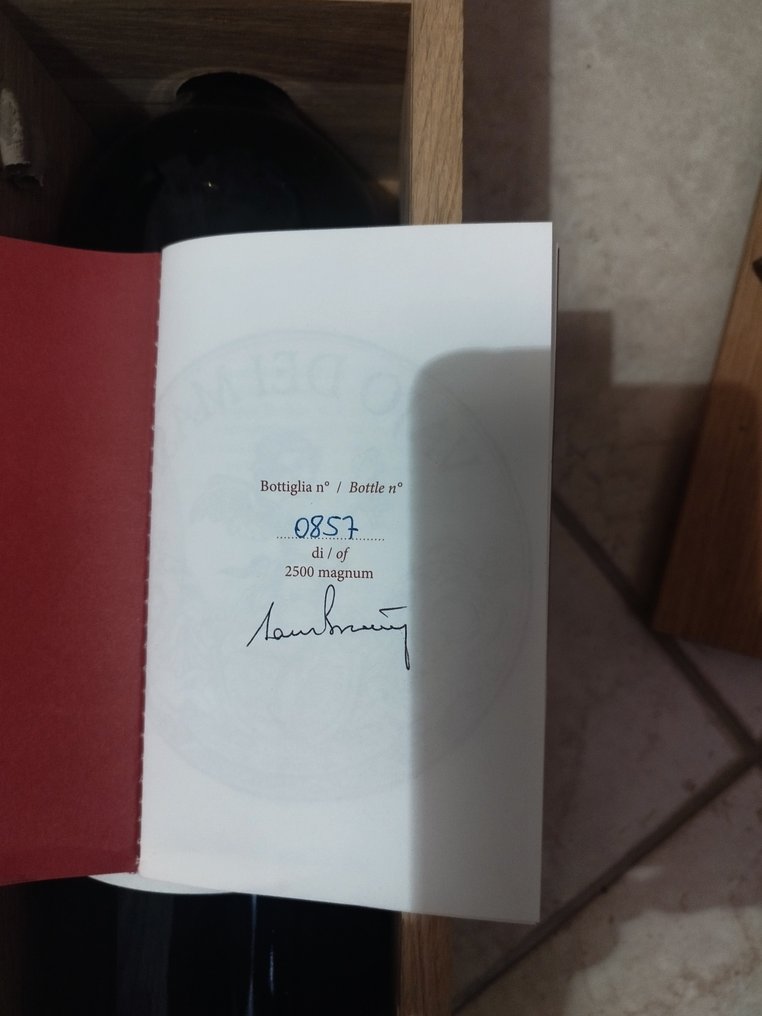 Bottiglia n° / Bottle n°
0857
di / of
2500 magnum